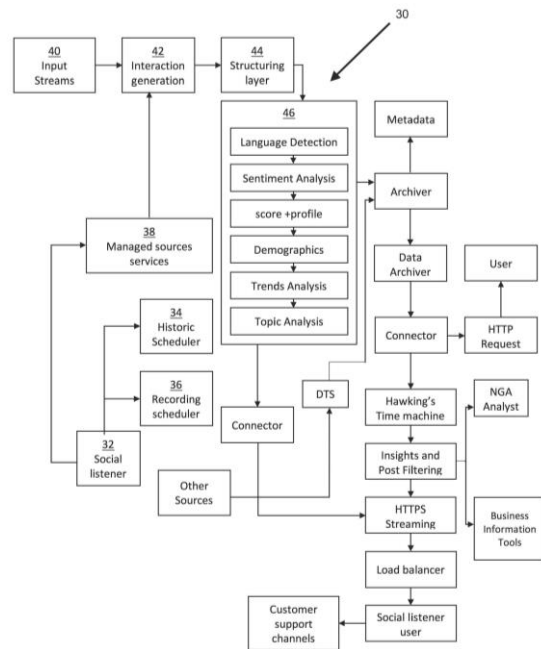 30
40
Input
Streams
42
Interaction
generation
44
Structuring
layer
46
Language Detection
Sentiment Analysis
score +profile
Demographics
Trends Analysis
Topic Analysis
Metadata
Archiver
Data
Archiver
User
Connector
HTTP
Request
38
Managed sources
services
34
Historic
Scheduler
36
Recording
scheduler
32
Social
listener
Connector
DTS
Other
Sources
Hawking's
Time machine
NGA
Analyst
Insights and
Post Filtering
HTTPS
Streaming
Business
Information
Tools
Load balancer
Social listener
user
Customer
support
channels